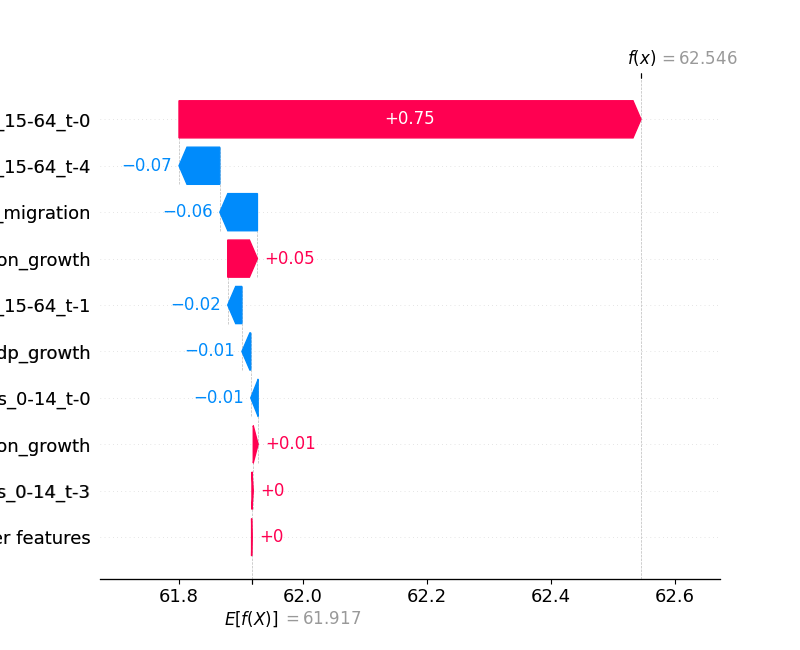 f(x) = 62.546
_15-64_t-0
+0.75
_15-64_t-4
−0.07
_migration
−0.06
on_growth
+0.05
_15-64_t-1
−0.02
dp_growth
−0.01
s_0-14_t-0
−0.01
on_growth
+0.01
s_0-14_t-3
+0
er features
+0
61.8 62.0 62.2 62.4 62.6
E[f(X)] = 61.917